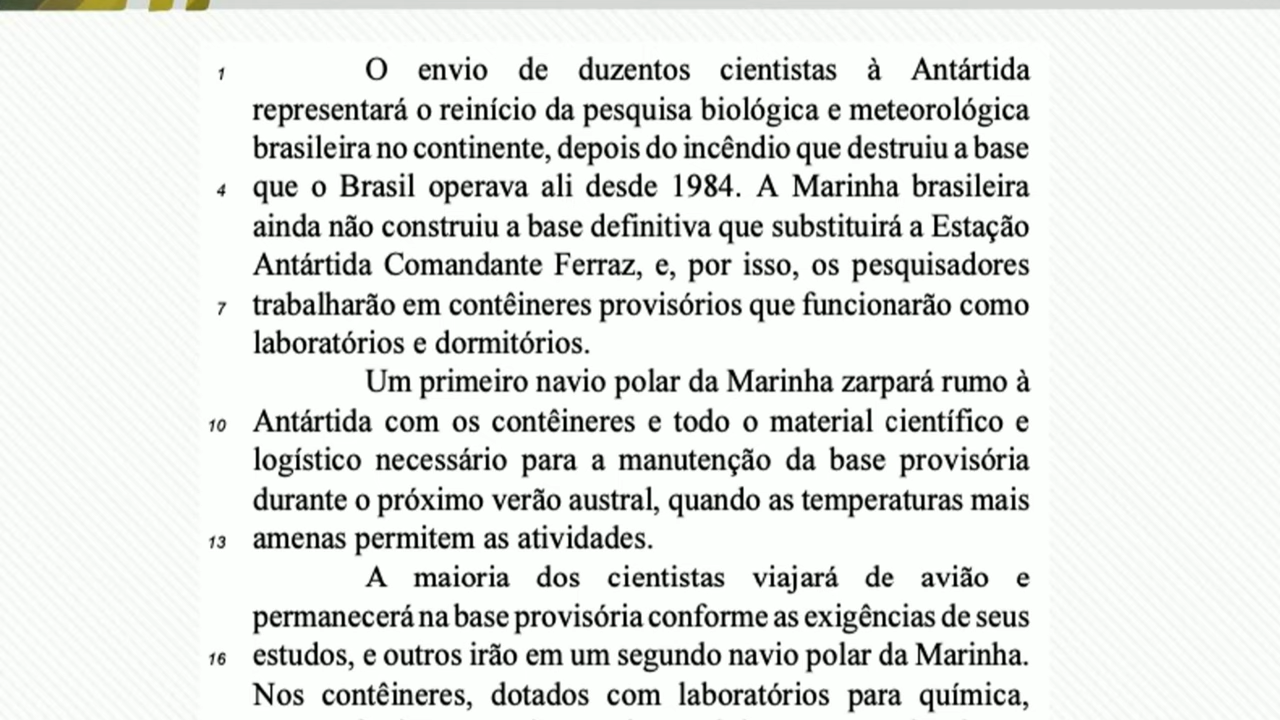 1 O envio de duzentos cientistas à Antártida
representará o reinício da pesquisa biológica e meteorológica
brasileira no continente, depois do incêndio que destruiu a base
4 que o Brasil operava ali desde 1984. A Marinha brasileira
ainda não construiu a base definitiva que substituirá a Estação
Antártida Comandante Ferraz, e, por isso, os pesquisadores
7 trabalharão em contêineres provisórios que funcionarão como
laboratórios e dormitórios.
Um primeiro navio polar da Marinha zarpará rumo à
10 Antártida com os contêineres e todo o material científico e
logístico necessário para a manutenção da base provisória
durante o próximo verão austral, quando as temperaturas mais
13 amenas permitem as atividades.
A maioria dos cientistas viajará de avião e
permanecerá na base provisória conforme as exigências de seus
16 estudos, e outros irão em um segundo navio polar da Marinha.
Nos contêineres, dotados com laboratórios para química,